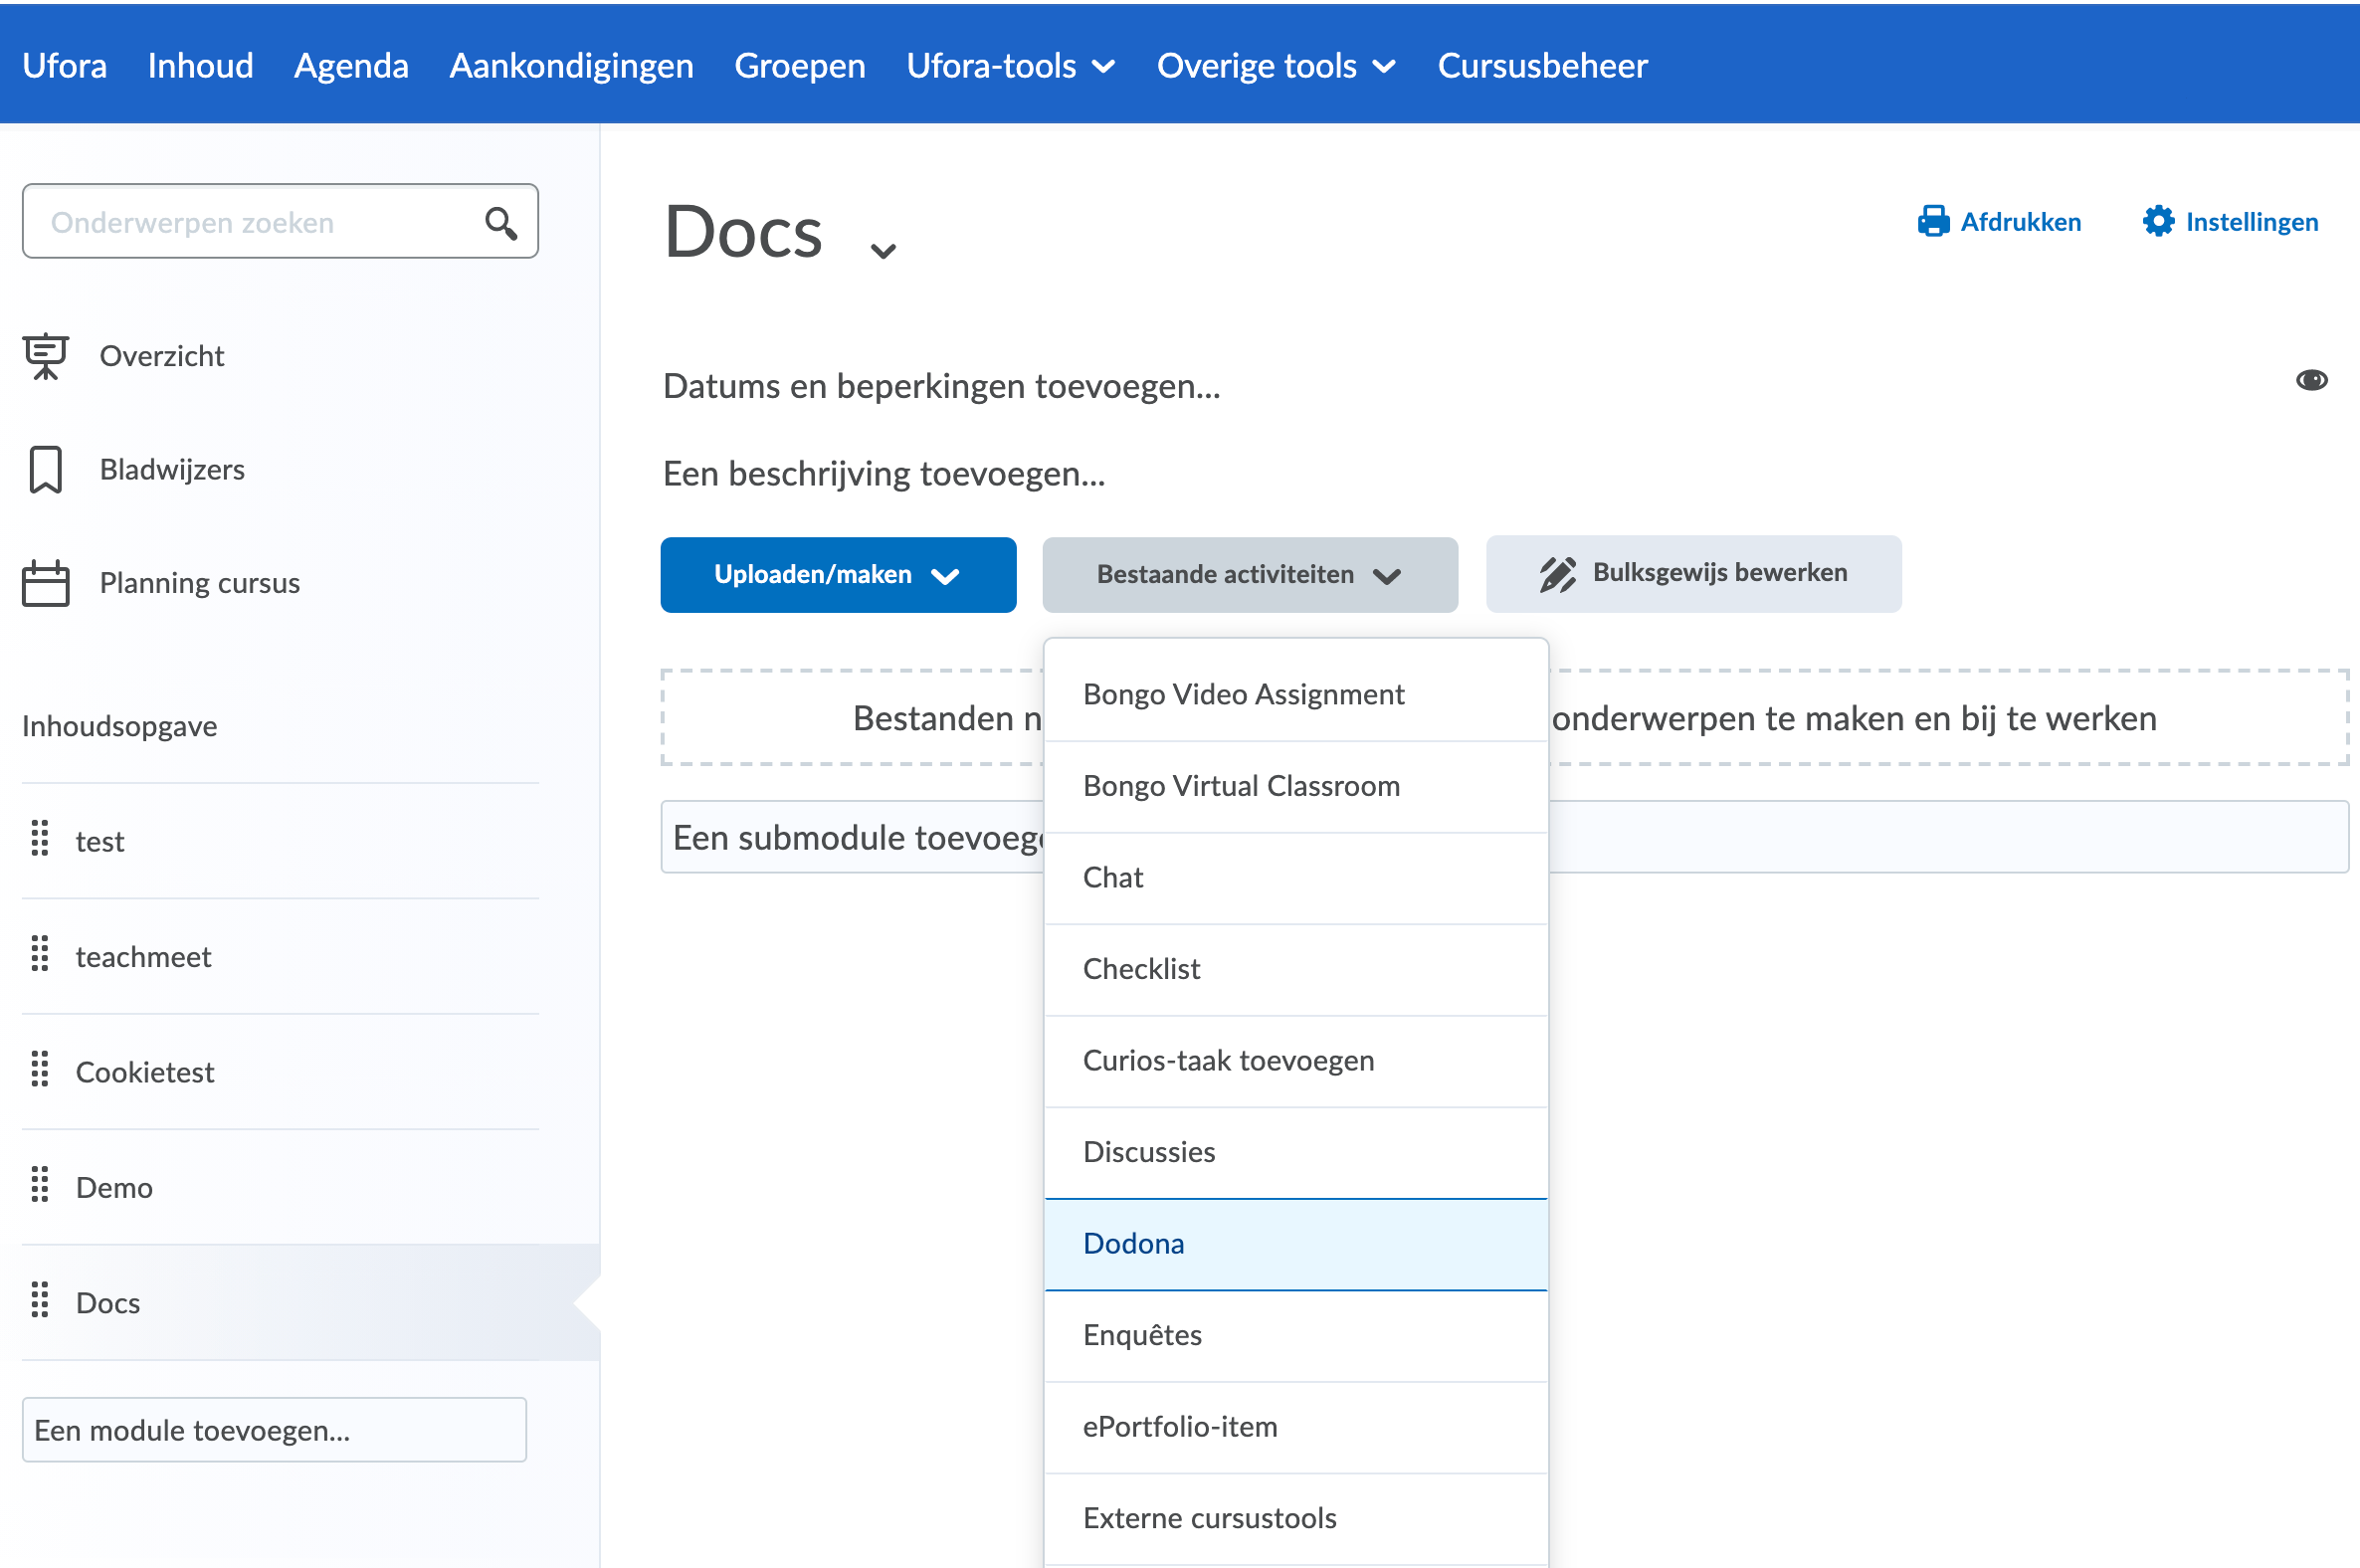 Ufora Inhoud Agenda Aankondigingen Groepen Ufora-tools Overige tools Cursusbeheer
Onderwerpen zoeken
Overzicht
Bladwijzers
Planning cursus
Inhoudsopgave
test
teachmeet
Cookietest
Demo
Docs
Een module toevoegen...
Docs
Afdrukken Instellingen
Datums en beperkingen toevoegen...
Een beschrijving toevoegen...
Uploaden/maken Bestaande activiteiten Bulksgewijs bewerken
Bestanden n onderwerpen te maken en bij te werken
Een submodule toevoeg
Bongo Video Assignment
Bongo Virtual Classroom
Chat
Checklist
Curios-taak toevoegen
Discussies
Dodona
Enquêtes
ePortfolio-item
Externe cursustools